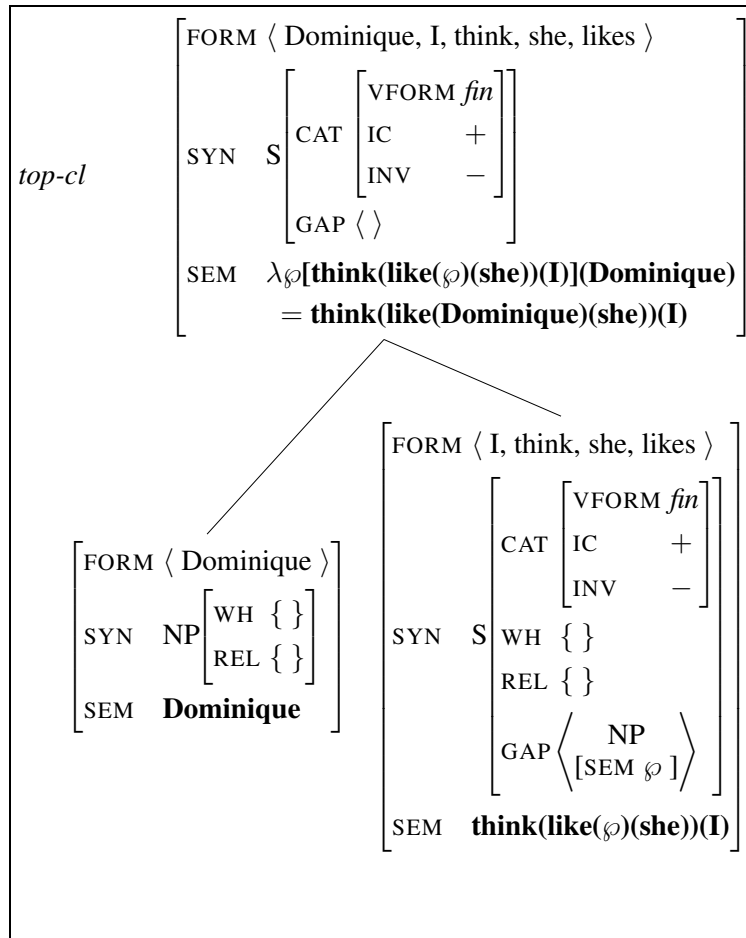 FORM ⟨ Dominique, I, think, she, likes ⟩
VFORM fin
CAT IC +
SYN S
INV −
top-cl
GAP ⟨ ⟩
SEM λ℘[think(like(℘)(she))(I)](Dominique)
= think(like(Dominique)(she))(I)
FORM ⟨ I, think, she, likes ⟩
VFORM fin
CAT IC +
INV −
SYN S WH { }
REL { }
GAP ⟨ NP
[SEM ℘ ] ⟩
SEM think(like(℘)(she))(I)
FORM ⟨ Dominique ⟩
WH { }
SYN NP
REL { }
SEM Dominique